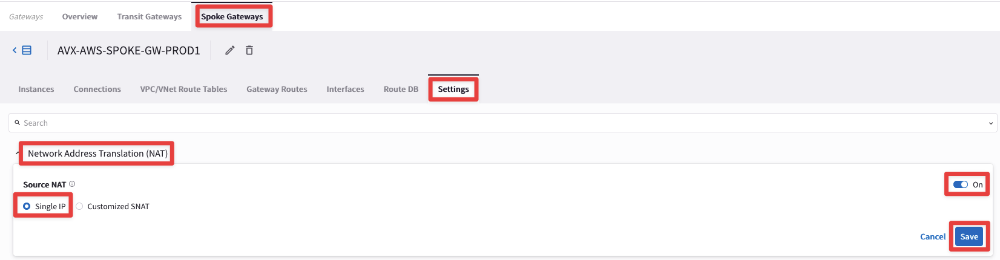 Gateways Overview Transit Gateways Spoke Gateways
AVX-AWS-SPOKE-GW-PROD1
Instances Connections VPC/VNet Route Tables Gateway Routes Interfaces Route DB Settings
Search
Network Address Translation (NAT)
Source NAT On
Single IP Customized SNAT
Cancel Save